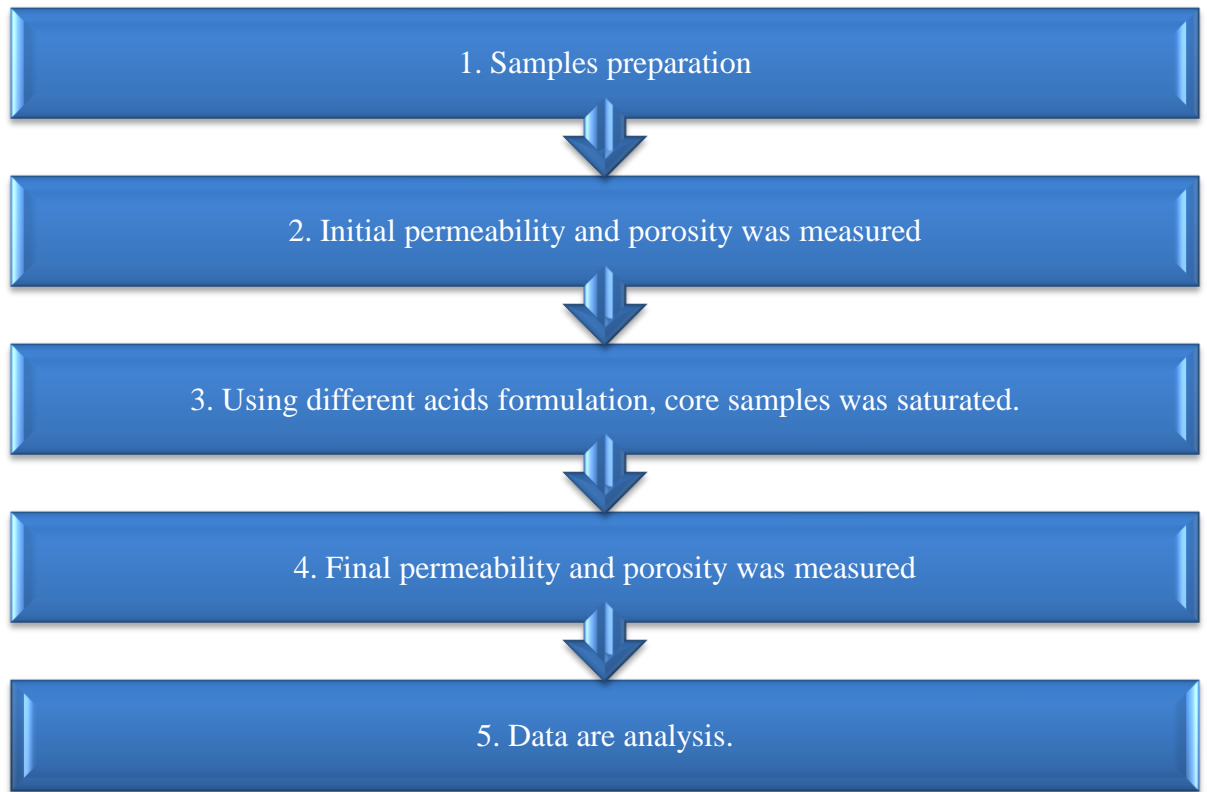 1. Samples preparation
2. Initial permeability and porosity was measured
3. Using different acids formulation, core samples was saturated.
4. Final permeability and porosity was measured
5. Data are analysis.